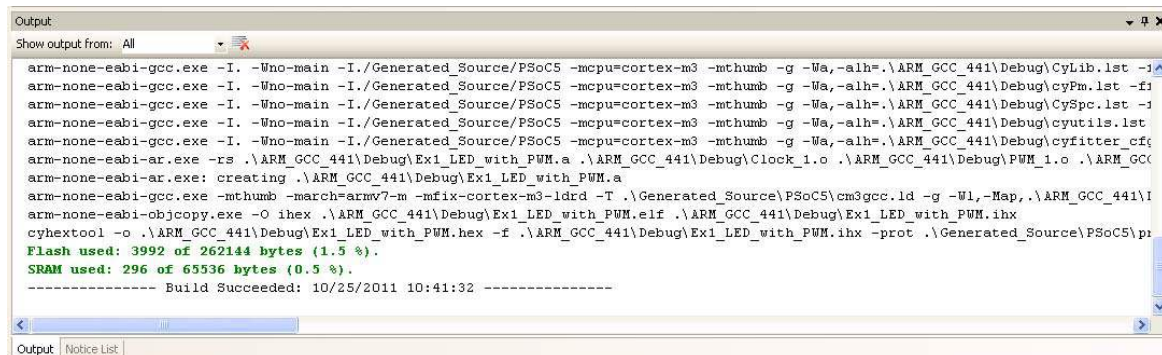 Output
Show output from: All
arm-none-eabi-gcc.exe -I. -Wno-main -I./Generated_Source/PSoC5 -mcpu=cortex-m3 -mthumb -g -Wa,-alh=.\ARM_GCC_441\Debug\CyLib.lst
arm-none-eabi-gcc.exe -I. -Wno-main -I./Generated_Source/PSoC5 -mcpu=cortex-m3 -mthumb -g -Wa,-alh=.\ARM_GCC_441\Debug\cyPm.lst
arm-none-eabi-gcc.exe -I. -Wno-main -I./Generated_Source/PSoC5 -mcpu=cortex-m3 -mthumb -g -Wa,-alh=.\ARM_GCC_441\Debug\CySpc.lst
arm-none-eabi-gcc.exe -I. -Wno-main -I./Generated_Source/PSoC5 -mcpu=cortex-m3 -mthumb -g -Wa,-alh=.\ARM_GCC_441\Debug\cyutils.lst
arm-none-eabi-gcc.exe -I. -Wno-main -I./Generated_Source/PSoC5 -mcpu=cortex-m3 -mthumb -g -Wa,-alh=.\ARM_GCC_441\Debug\cyfitter_cfg
arm-none-eabi-ar.exe -rs .\ARM_GCC_441\Debug\Ex1_LED_with_PWM.a .\ARM_GCC_441\Debug\Clock_1.o .\ARM_GCC_441\Debug\PWM_1.o .\ARM_GCC
arm-none-eabi-ar.exe: creating .\ARM_GCC_441\Debug\Ex1_LED_with_PWM.a
arm-none-eabi-gcc.exe -mthumb -march=armv7-m -mfix-cortex-m3-ldrd -T .\Generated_Source\PSoC5\cm3gcc.ld -g -Wl,-Map,.\ARM_GCC_441\
arm-none-eabi-objcopy.exe -O ihex .\ARM_GCC_441\Debug\Ex1_LED_with_PWM.elf .\ARM_GCC_441\Debug\Ex1_LED_with_PWM.ihx
cyhextool -o .\ARM_GCC_441\Debug\Ex1_LED_with_PWM.hex -f .\ARM_GCC_441\Debug\Ex1_LED_with_PWM.ihx -prot .\Generated_Source\PSoC5\pr
Flash used: 3992 of 262144 bytes (1.5 %).
SRAM used: 296 of 65536 bytes (0.5 %).
--------------- Build Succeeded: 10/25/2011 10:41:32 ---------------
Output Notice List